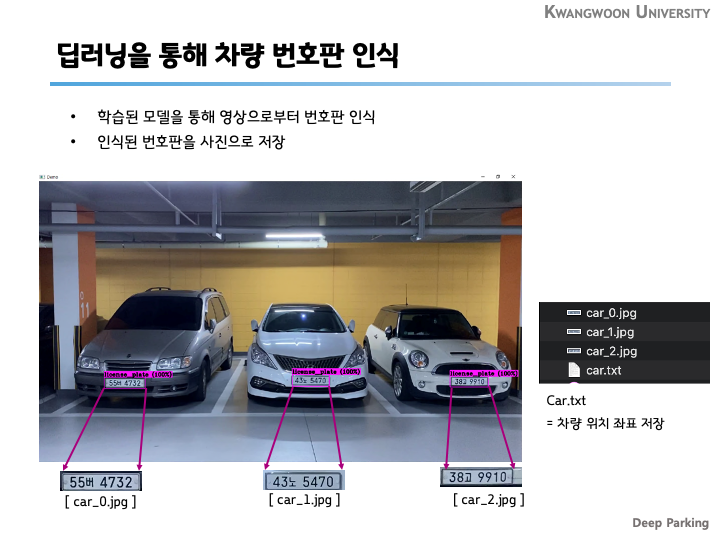 KWANGWOON UNIVERSITY
딥러닝을 통해 차량 번호판 인식
• 학습된 모델을 통해 영상으로부터 번호판 인식
• 인식된 번호판을 사진으로 저장
Demo
11
license_plate (100%)
55버 4732
license_plate (100%)
43노 5470
license_plate (100%)
38고 9910
55버 4732
43노 5470
38고 9910
[ car_0.jpg ]
[ car_1.jpg ]
[ car_2.jpg ]
car_0.jpg
car_1.jpg
car_2.jpg
car.txt
Car.txt
= 차량 위치 좌표 저장
Deep Parking